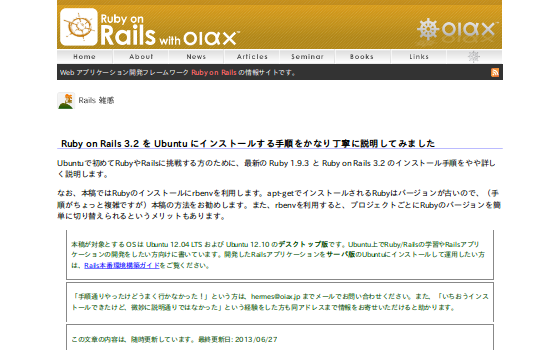 Ruby on
Rails with OIAX™
OIAX™
Home About News Articles Seminar Books Links
Web アプリケーション開発フレームワーク Ruby on Rails の情報サイトです。
Rails 雑感
Ruby on Rails 3.2 を Ubuntu にインストールする手順をかなり丁寧に説明してみました
Ubuntuで初めてRubyやRailsに挑戦する方のために、最新の Ruby 1.9.3 と Ruby on Rails 3.2 のインストール手順をやや詳し
く説明します。
なお、本稿ではRubyのインストールにrbenvを利用します。apt-getでインストールされるRubyはバージョンが古いので、（手
順がちょっと複雑ですが）本稿の方法をお勧めします。また、rbenvを利用すると、プロジェクトごとにRubyのバージョンを簡
単に切り替えられるというメリットもあります。
本稿が対象とする OS は Ubuntu 12.04 LTS および Ubuntu 12.10 のデスクトップ版です。Ubuntu上でRuby/Railsの学習やRailsアプリ
ケーションの開発をしたい方向けに書いています。開発したRailsアプリケーションをサーバ版のUbuntuにインストールして運用したい方
は、Rails本番環境構築ガイドをご覧ください。
「手順通りやったけどうまく行かなかった！」という方は、hermes@oiax.jp までメールでお問い合わせください。また、「いちおうインス
トールできたけど、微妙に説明通りではなかった」という経験をした方も同アドレスまで情報をお寄せいただけると助かります。
この文章の内容は、随時更新しています。最終更新日: 2013/06/27